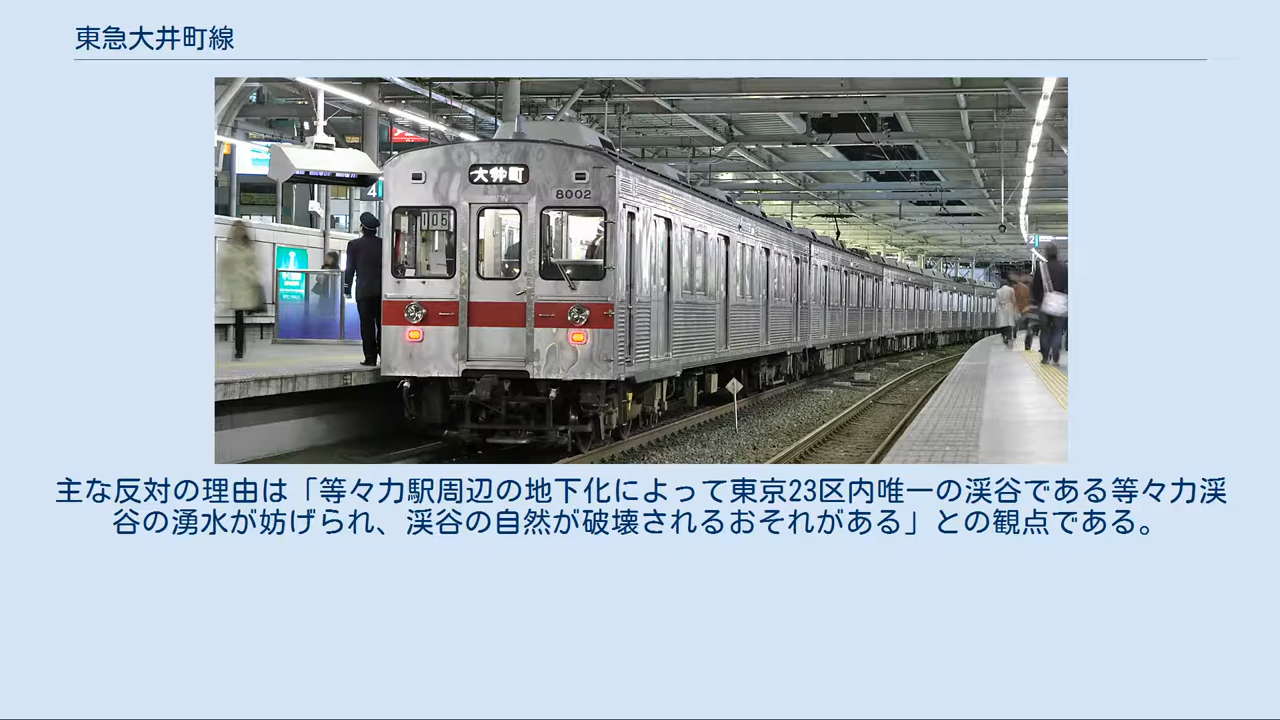 東急大井町線
大井町
8002
105
4
2
主な反対の理由は「等々力駅周辺の地下化によって東京23区内唯一の渓谷である等々力渓
谷の湧水が妨げられ、渓谷の自然が破壊されるおそれがある」との観点である。